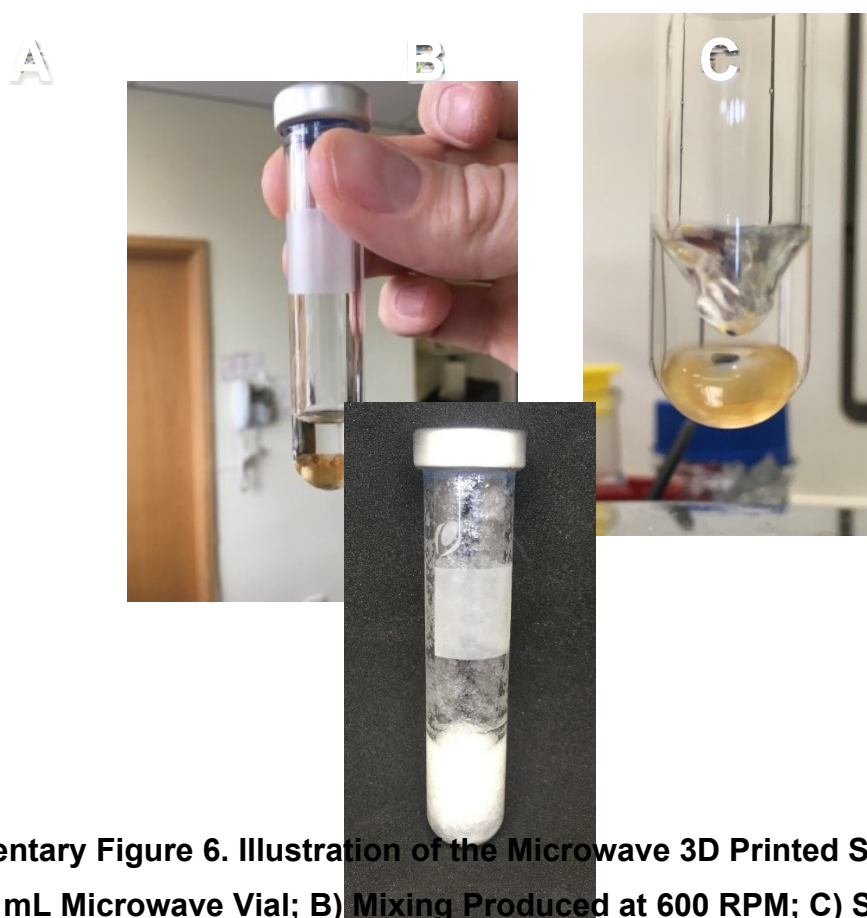 A B C
entary Figure 6. Illustration of the Microwave 3D Printed S
mL Microwave Vial; B) Mixing Produced at 600 RPM; C) S